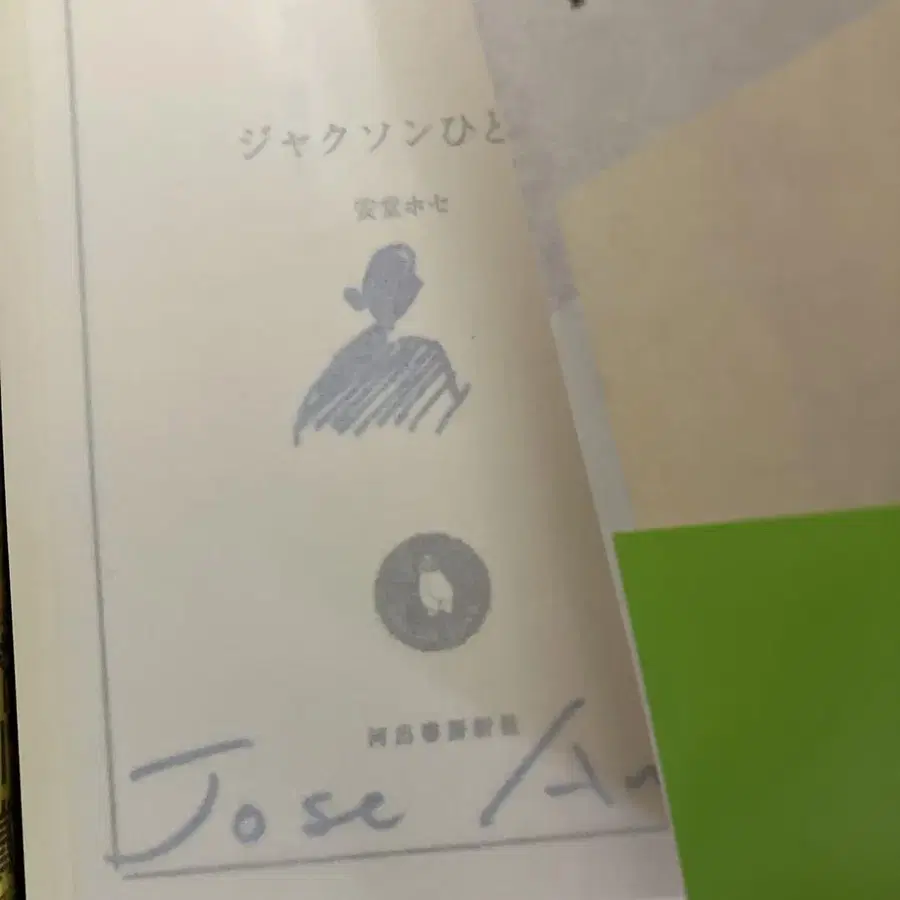 ジャクソンひと
安堂ホセ
河出書房新社
Jose An